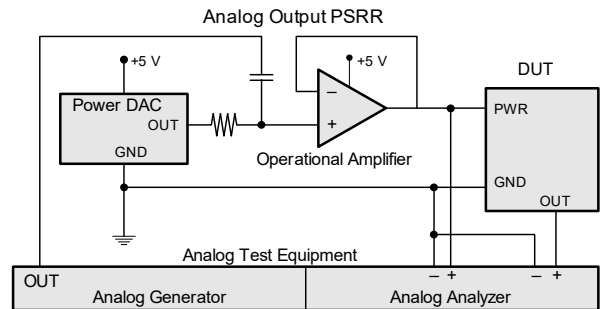 Analog Output PSRR
+5 V
+5 V
DUT
Power DAC
OUT
GND
–
+
Operational Amplifier
PWR
GND
OUT
Analog Test Equipment
– +
– +
OUT
Analog Generator
Analog Analyzer